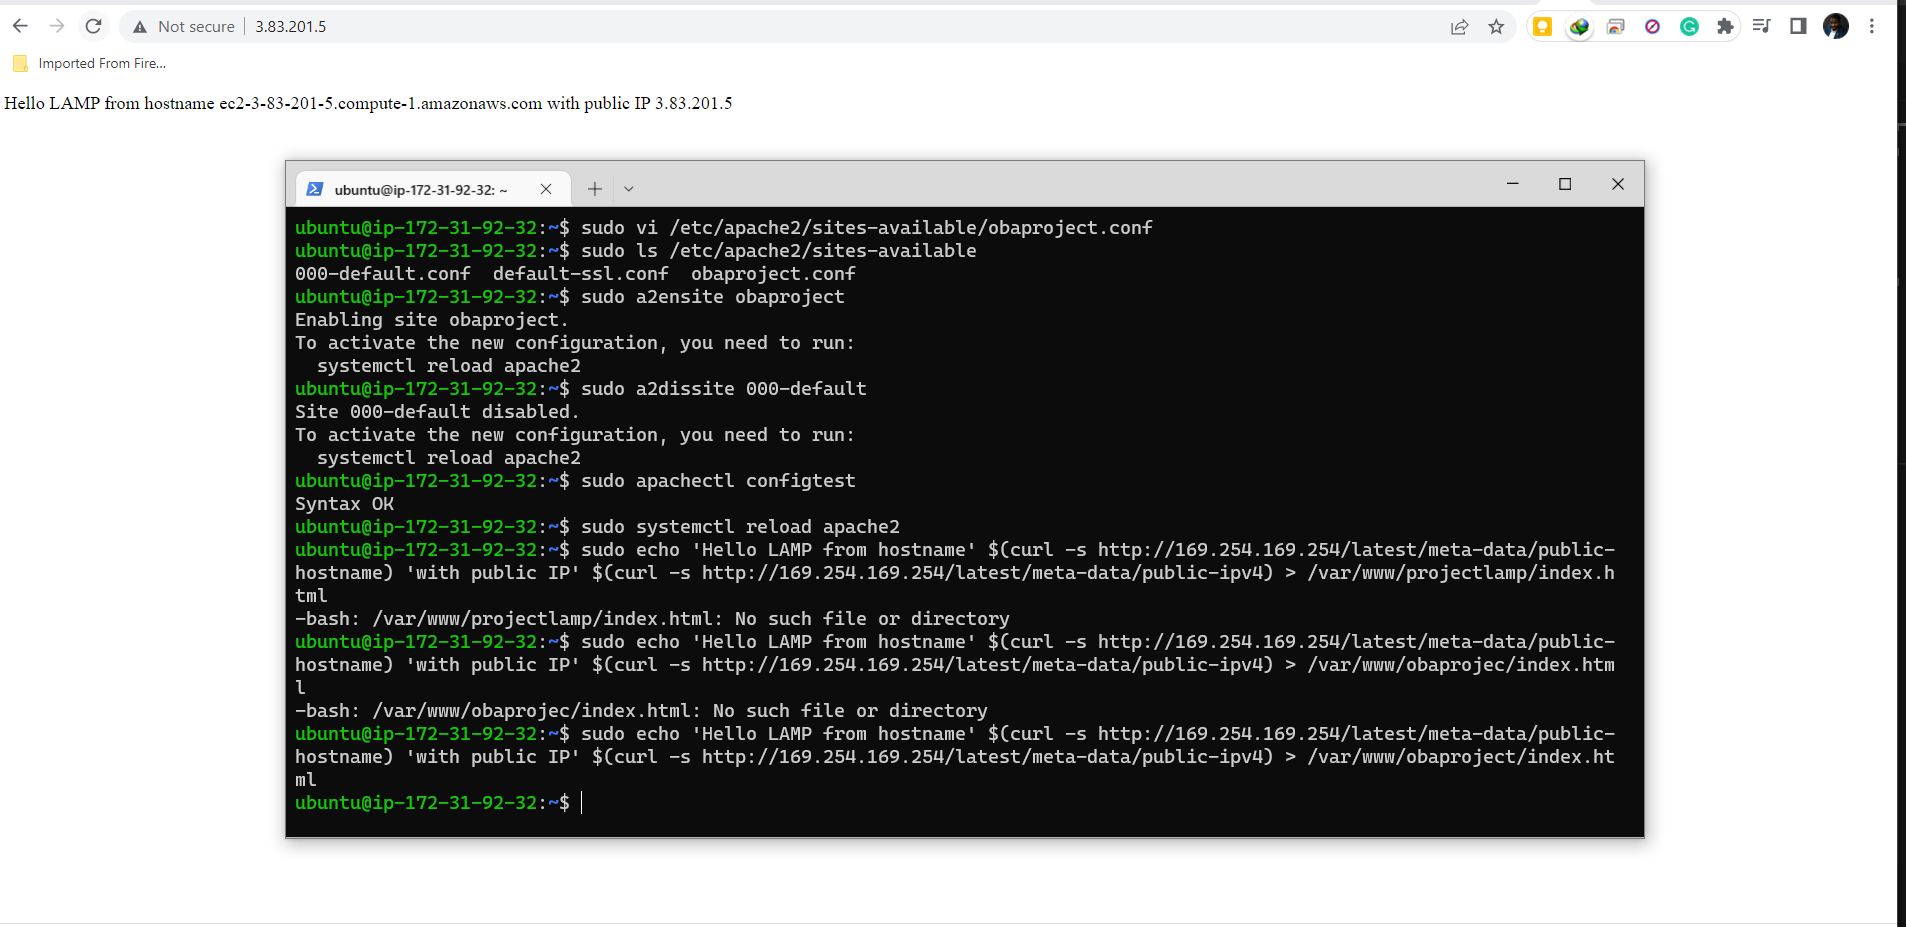 Not secure | 3.83.201.5
Imported From Fire...
Hello LAMP from hostname ec2-3-83-201-5.compute-1.amazonaws.com with public IP 3.83.201.5
ubuntu@ip-172-31-92-32: ~
ubuntu@ip-172-31-92-32:~$ sudo vi /etc/apache2/sites-available/obaproject.conf
ubuntu@ip-172-31-92-32:~$ sudo ls /etc/apache2/sites-available
000-default.conf  default-ssl.conf  obaproject.conf
ubuntu@ip-172-31-92-32:~$ sudo a2ensite obaproject
Enabling site obaproject.
To activate the new configuration, you need to run:
  systemctl reload apache2
ubuntu@ip-172-31-92-32:~$ sudo a2dissite 000-default
Site 000-default disabled.
To activate the new configuration, you need to run:
  systemctl reload apache2
ubuntu@ip-172-31-92-32:~$ sudo apachectl configtest
Syntax OK
ubuntu@ip-172-31-92-32:~$ sudo systemctl reload apache2
ubuntu@ip-172-31-92-32:~$ sudo echo 'Hello LAMP from hostname' $(curl -s http://169.254.169.254/latest/meta-data/public-
hostname) 'with public IP' $(curl -s http://169.254.169.254/latest/meta-data/public-ipv4) > /var/www/projectlamp/index.h
tml
-bash: /var/www/projectlamp/index.html: No such file or directory
ubuntu@ip-172-31-92-32:~$ sudo echo 'Hello LAMP from hostname' $(curl -s http://169.254.169.254/latest/meta-data/public-
hostname) 'with public IP' $(curl -s http://169.254.169.254/latest/meta-data/public-ipv4) > /var/www/obaprojec/index.htm
l
-bash: /var/www/obaprojec/index.html: No such file or directory
ubuntu@ip-172-31-92-32:~$ sudo echo 'Hello LAMP from hostname' $(curl -s http://169.254.169.254/latest/meta-data/public-
hostname) 'with public IP' $(curl -s http://169.254.169.254/latest/meta-data/public-ipv4) > /var/www/obaproject/index.ht
ml
ubuntu@ip-172-31-92-32:~$